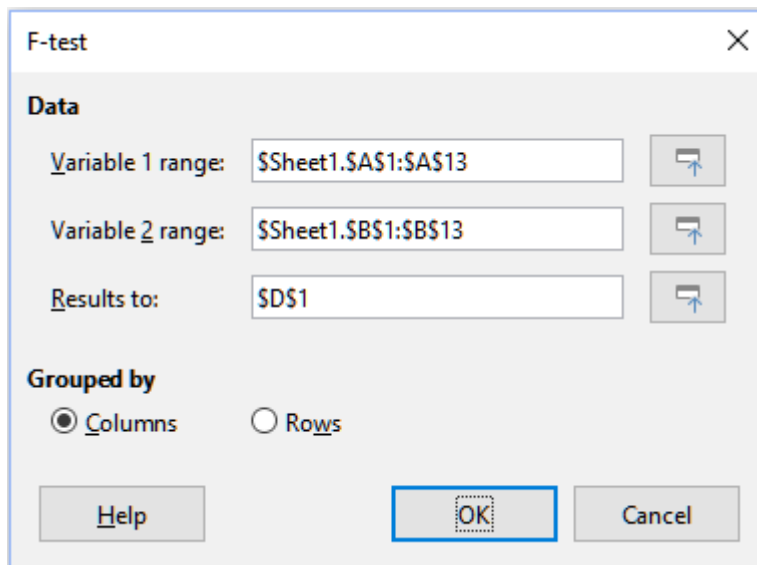 F-test
Data
Variable 1 range: $Sheet1.$A$1:$A$13
Variable 2 range: $Sheet1.$B$1:$B$13
Results to: $D$1
Grouped by
Columns Rows
Help OK Cancel